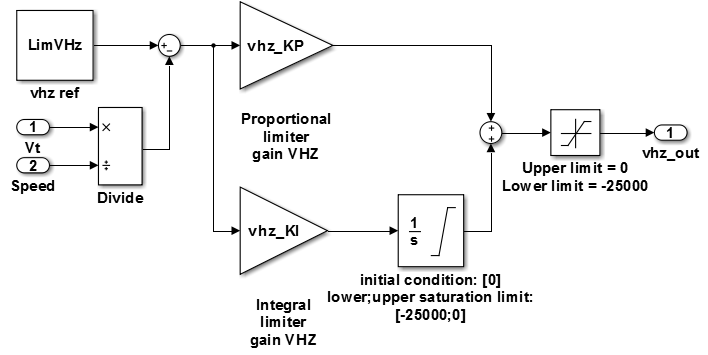 LimVHz
vhz ref
1
Vt
2
Speed
×
÷
Divide
+
−
vhz_KP
Proportional
limiter
gain VHZ
vhz_KI
Integral
limiter
gain VHZ
1
s
initial condition: [0]
lower;upper saturation limit:
[-25000;0]
+
+
Upper limit = 0
Lower limit = -25000
1
vhz_out